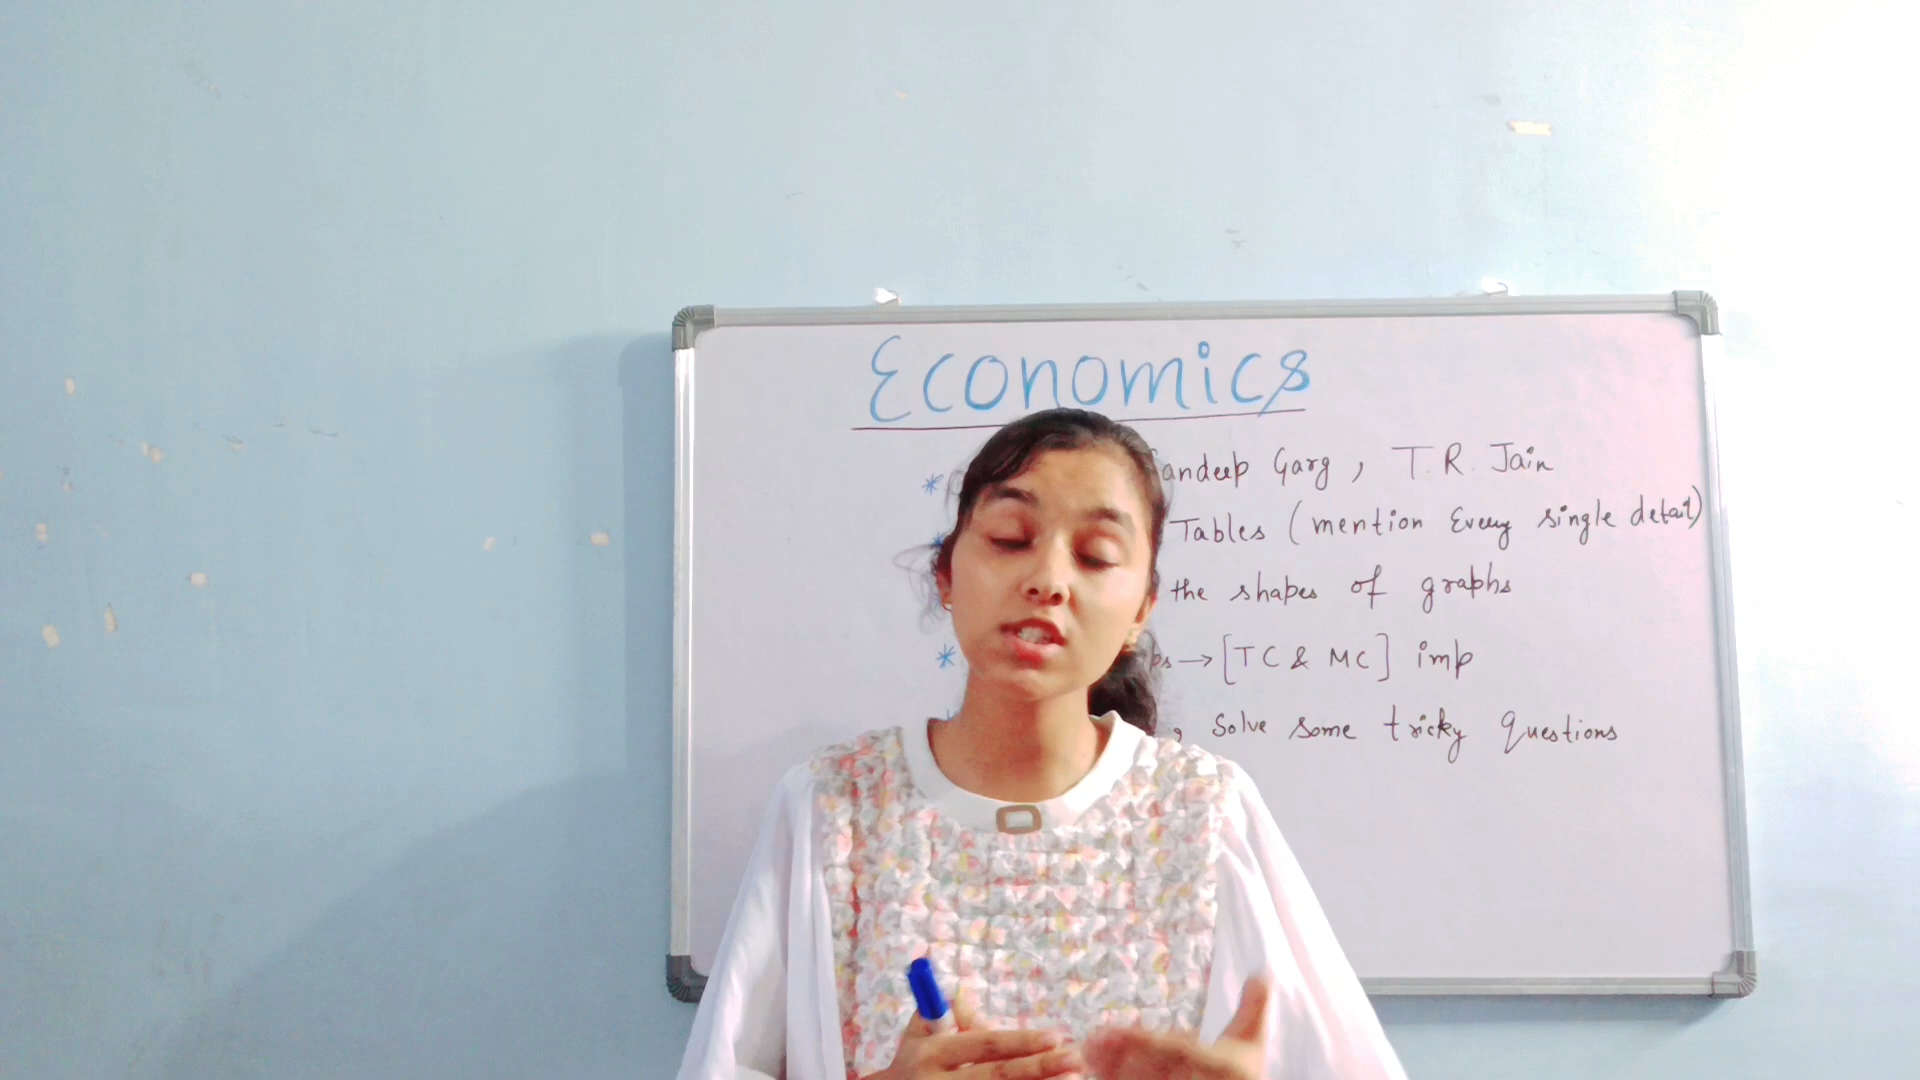 Economics
* Sandeep Garg, T.R. Jain
* Tables (mention Every single detail)
* the shapes of graphs
* → [TC & MC] imp
* , Solve some tricky Questions